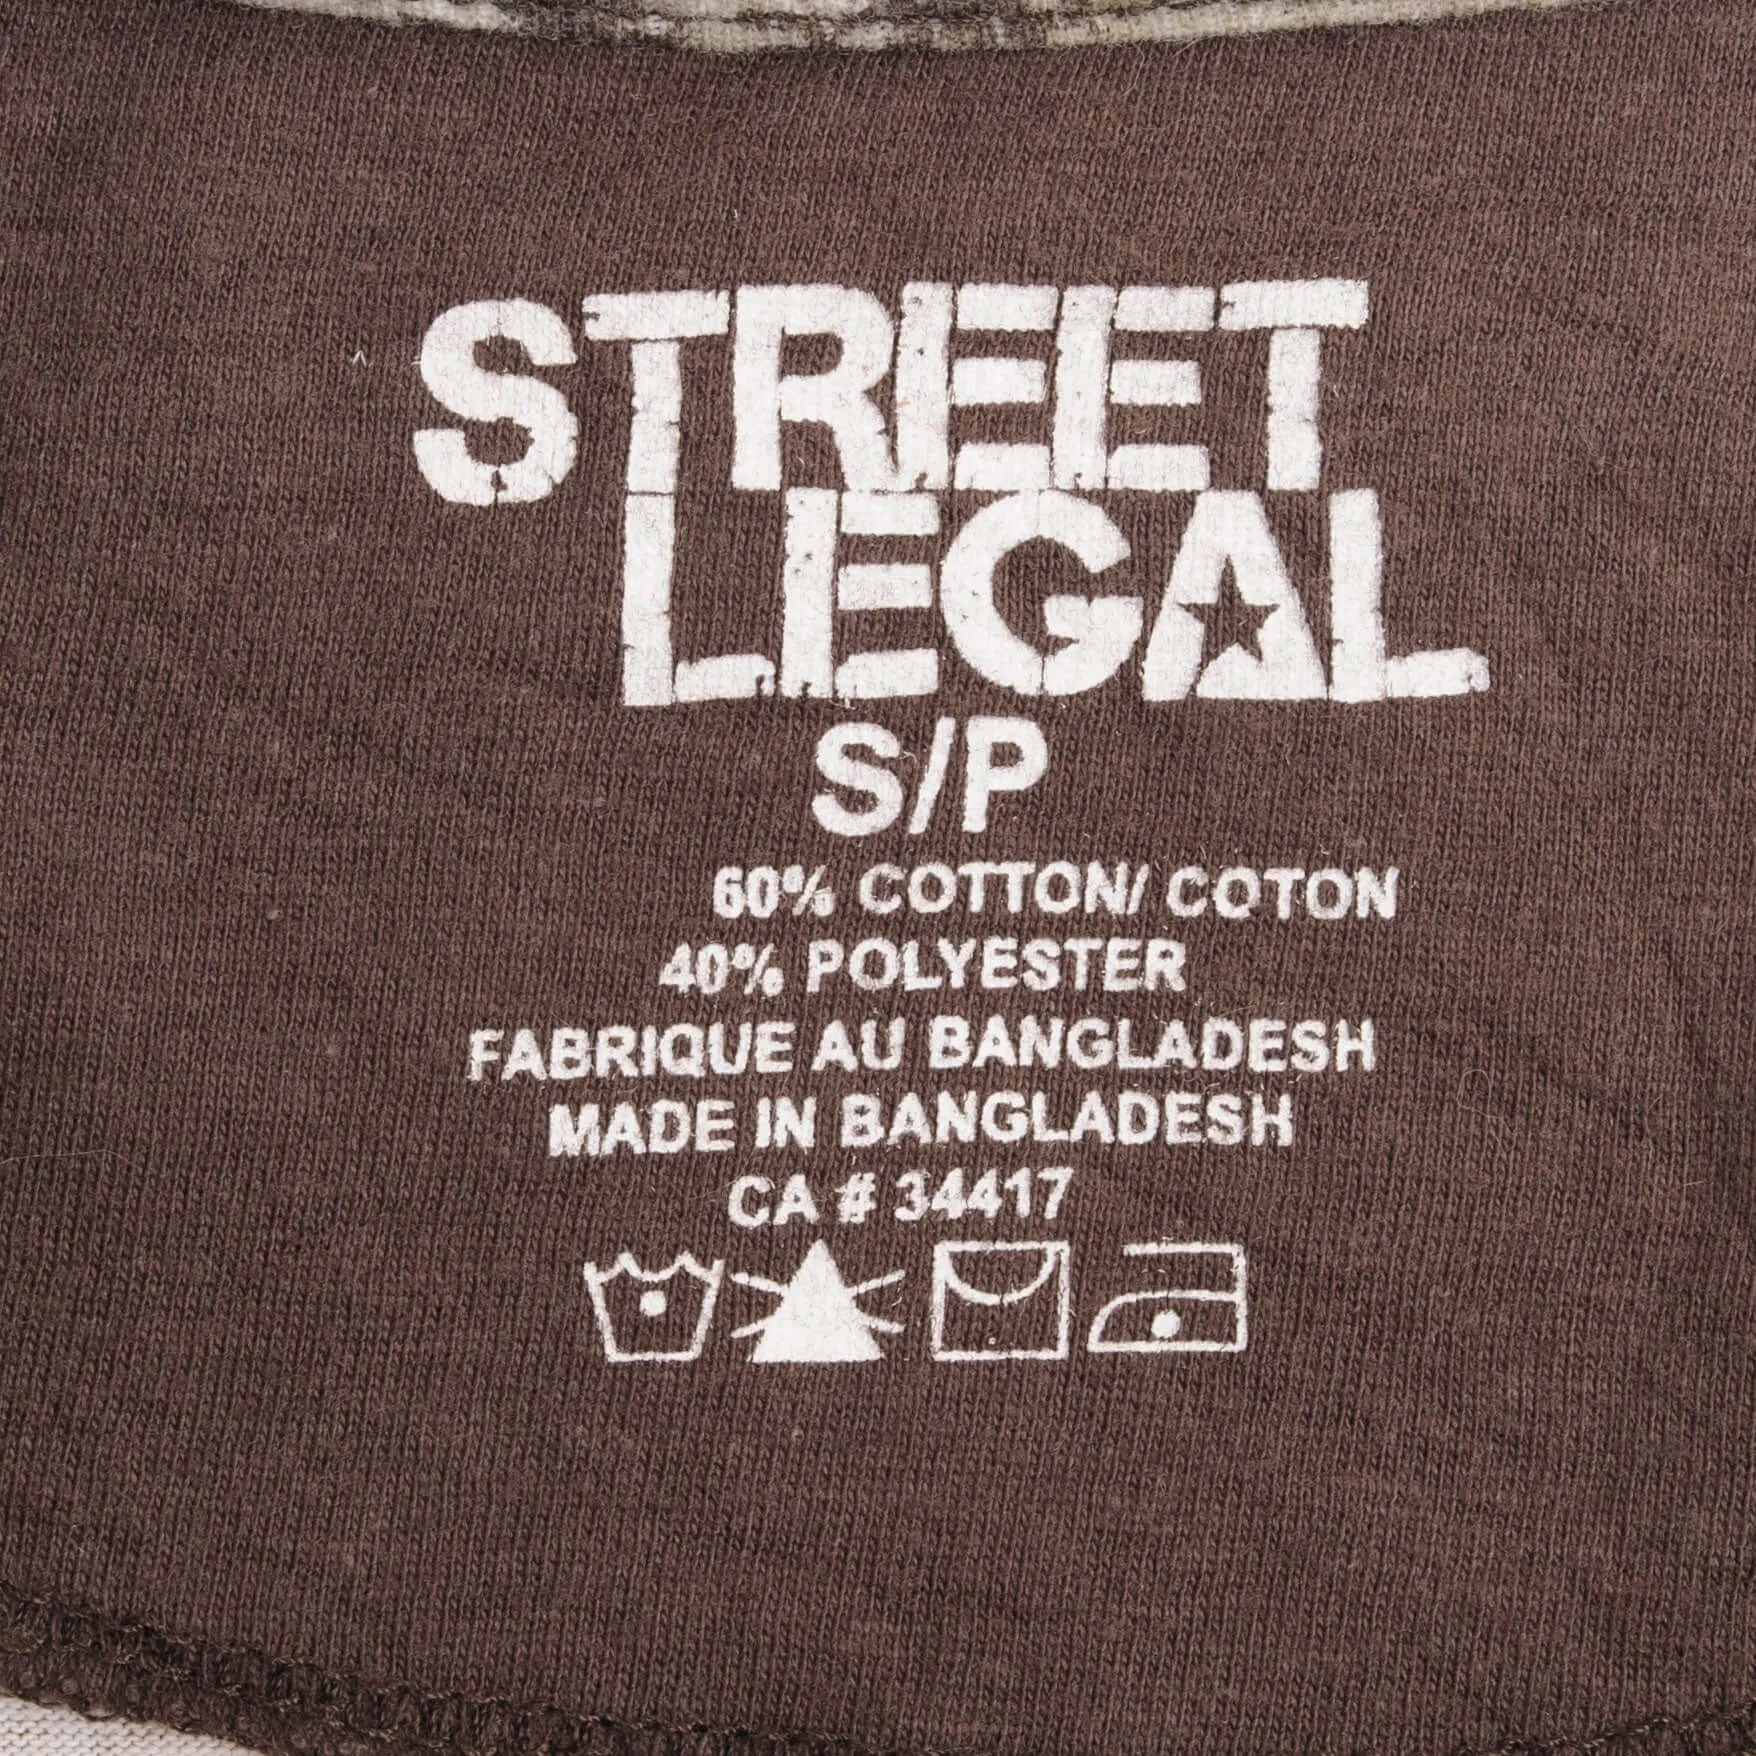 STREET
LEGAL
S/P
60% COTTON/ COTON
40% POLYESTER
FABRIQUE AU BANGLADESH
MADE IN BANGLADESH
CA # 34417